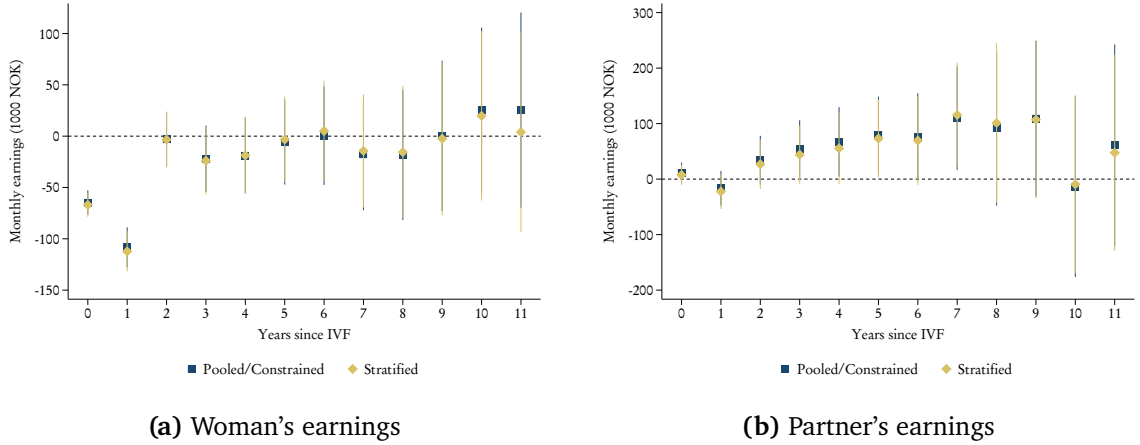 Monthly earnings (1000 NOK)
100
50
0
-50
-100
-150
0 1 2 3 4 5 6 7 8 9 10 11
Years since IVF
Pooled/Constrained Stratified
(a) Woman's earnings
Monthly earnings (1000 NOK)
300
200
100
0
-100
-200
0 1 2 3 4 5 6 7 8 9 10 11
Years since IVF
Pooled/Constrained Stratified
(b) Partner's earnings